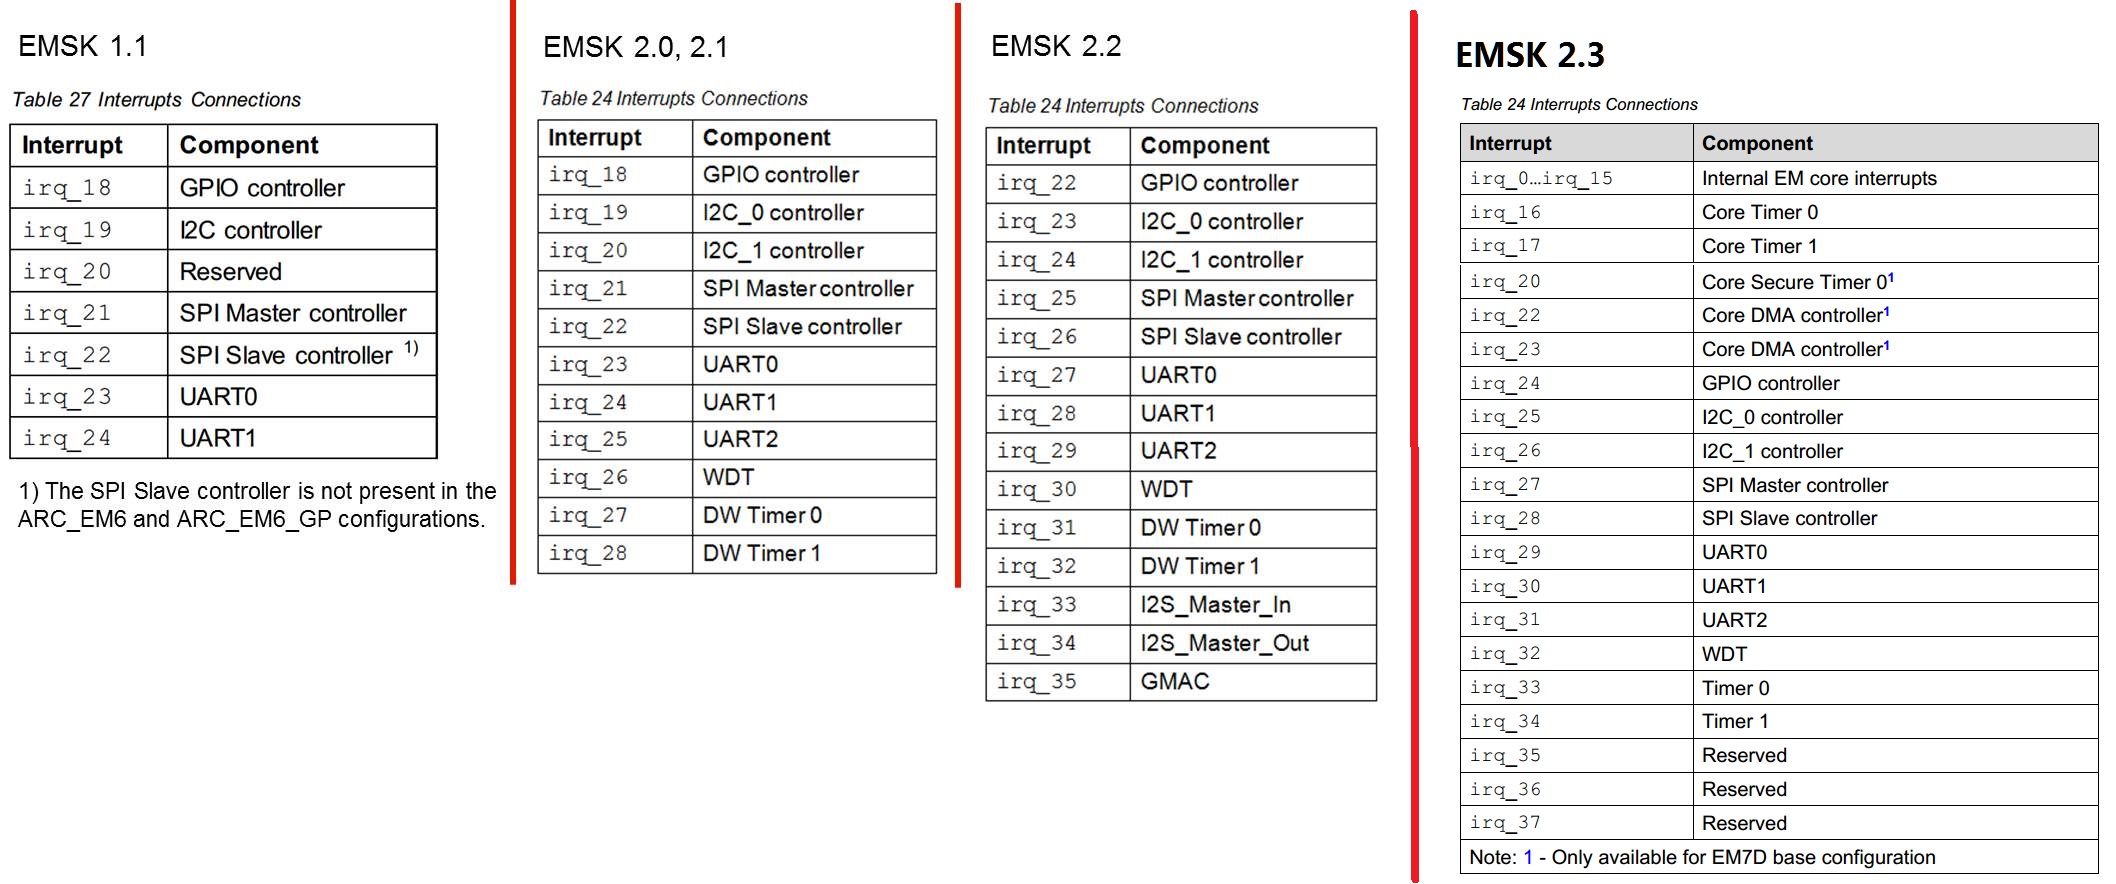 EMSK 1.1
Table 27 Interrupts Connections
Interrupt Component
irq_18 GPIO controller
irq_19 I2C controller
irq_20 Reserved
irq_21 SPI Master controller
irq_22 SPI Slave controller 1)
irq_23 UART0
irq_24 UART1
1) The SPI Slave controller is not present in the
ARC_EM6 and ARC_EM6_GP configurations.
EMSK 2.0, 2.1
Table 24 Interrupts Connections
Interrupt Component
irq_18 GPIO controller
irq_19 I2C_0 controller
irq_20 I2C_1 controller
irq_21 SPI Master controller
irq_22 SPI Slave controller
irq_23 UART0
irq_24 UART1
irq_25 UART2
irq_26 WDT
irq_27 DW Timer 0
irq_28 DW Timer 1
EMSK 2.2
Table 24 Interrupts Connections
Interrupt Component
irq_22 GPIO controller
irq_23 I2C_0 controller
irq_24 I2C_1 controller
irq_25 SPI Master controller
irq_26 SPI Slave controller
irq_27 UART0
irq_28 UART1
irq_29 UART2
irq_30 WDT
irq_31 DW Timer 0
irq_32 DW Timer 1
irq_33 I2S_Master_In
irq_34 I2S_Master_Out
irq_35 GMAC
EMSK 2.3
Table 24 Interrupts Connections
Interrupt Component
irq_0…irq_15 Internal EM core interrupts
irq_16 Core Timer 0
irq_17 Core Timer 1
irq_20 Core Secure Timer 0¹
irq_22 Core DMA controller¹
irq_23 Core DMA controller¹
irq_24 GPIO controller
irq_25 I2C_0 controller
irq_26 I2C_1 controller
irq_27 SPI Master controller
irq_28 SPI Slave controller
irq_29 UART0
irq_30 UART1
irq_31 UART2
irq_32 WDT
irq_33 Timer 0
irq_34 Timer 1
irq_35 Reserved
irq_36 Reserved
irq_37 Reserved
Note: 1 - Only available for EM7D base configuration